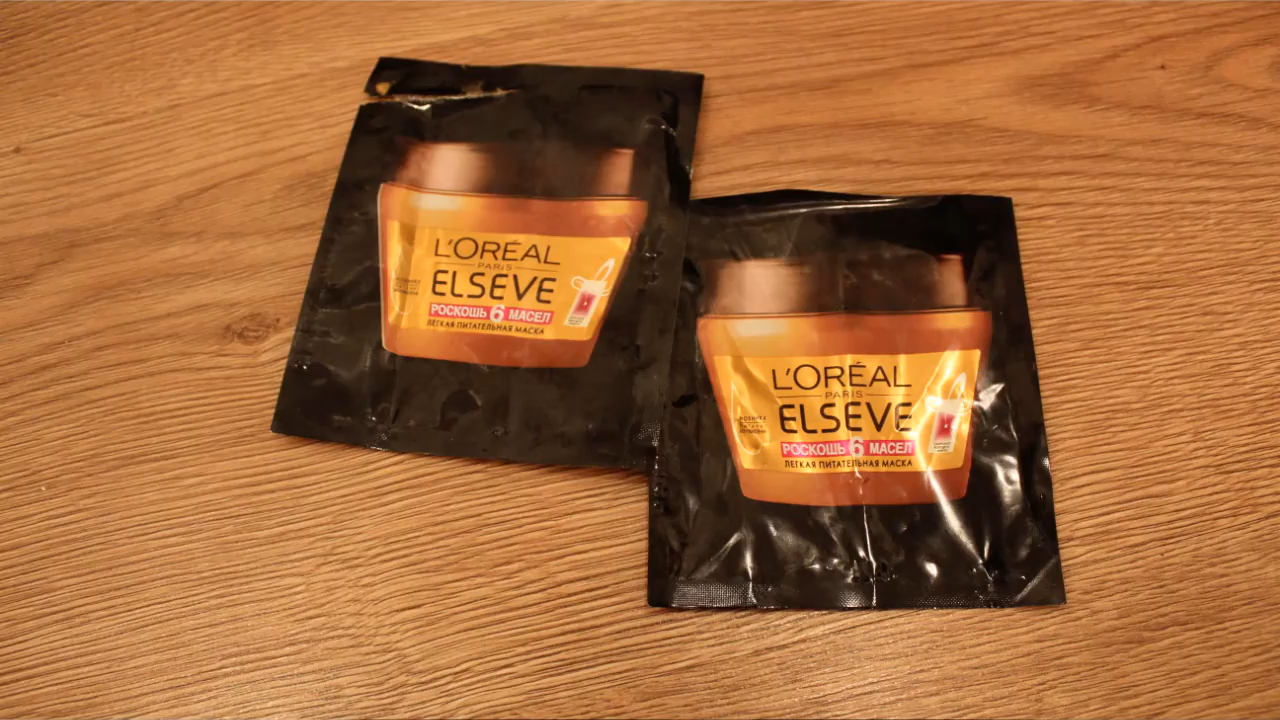 L'ORÉAL
PARIS
ELSEVE
РОСКОШЬ 6 МАСЕЛ
ЛЕГКАЯ ПИТАТЕЛЬНАЯ МАСКА
L'ORÉAL
PARIS
ELSEVE
РОСКОШЬ 6 МАСЕЛ
ЛЕГКАЯ ПИТАТЕЛЬНАЯ МАСКА